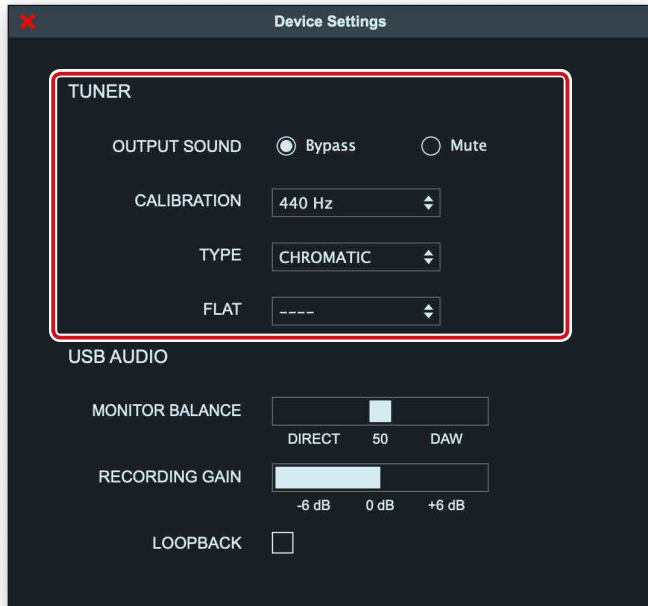 Device Settings
TUNER
OUTPUT SOUND Bypass Mute
CALIBRATION 440 Hz
TYPE CHROMATIC
FLAT ----
USB AUDIO
MONITOR BALANCE
DIRECT 50 DAW
RECORDING GAIN
-6 dB 0 dB +6 dB
LOOPBACK